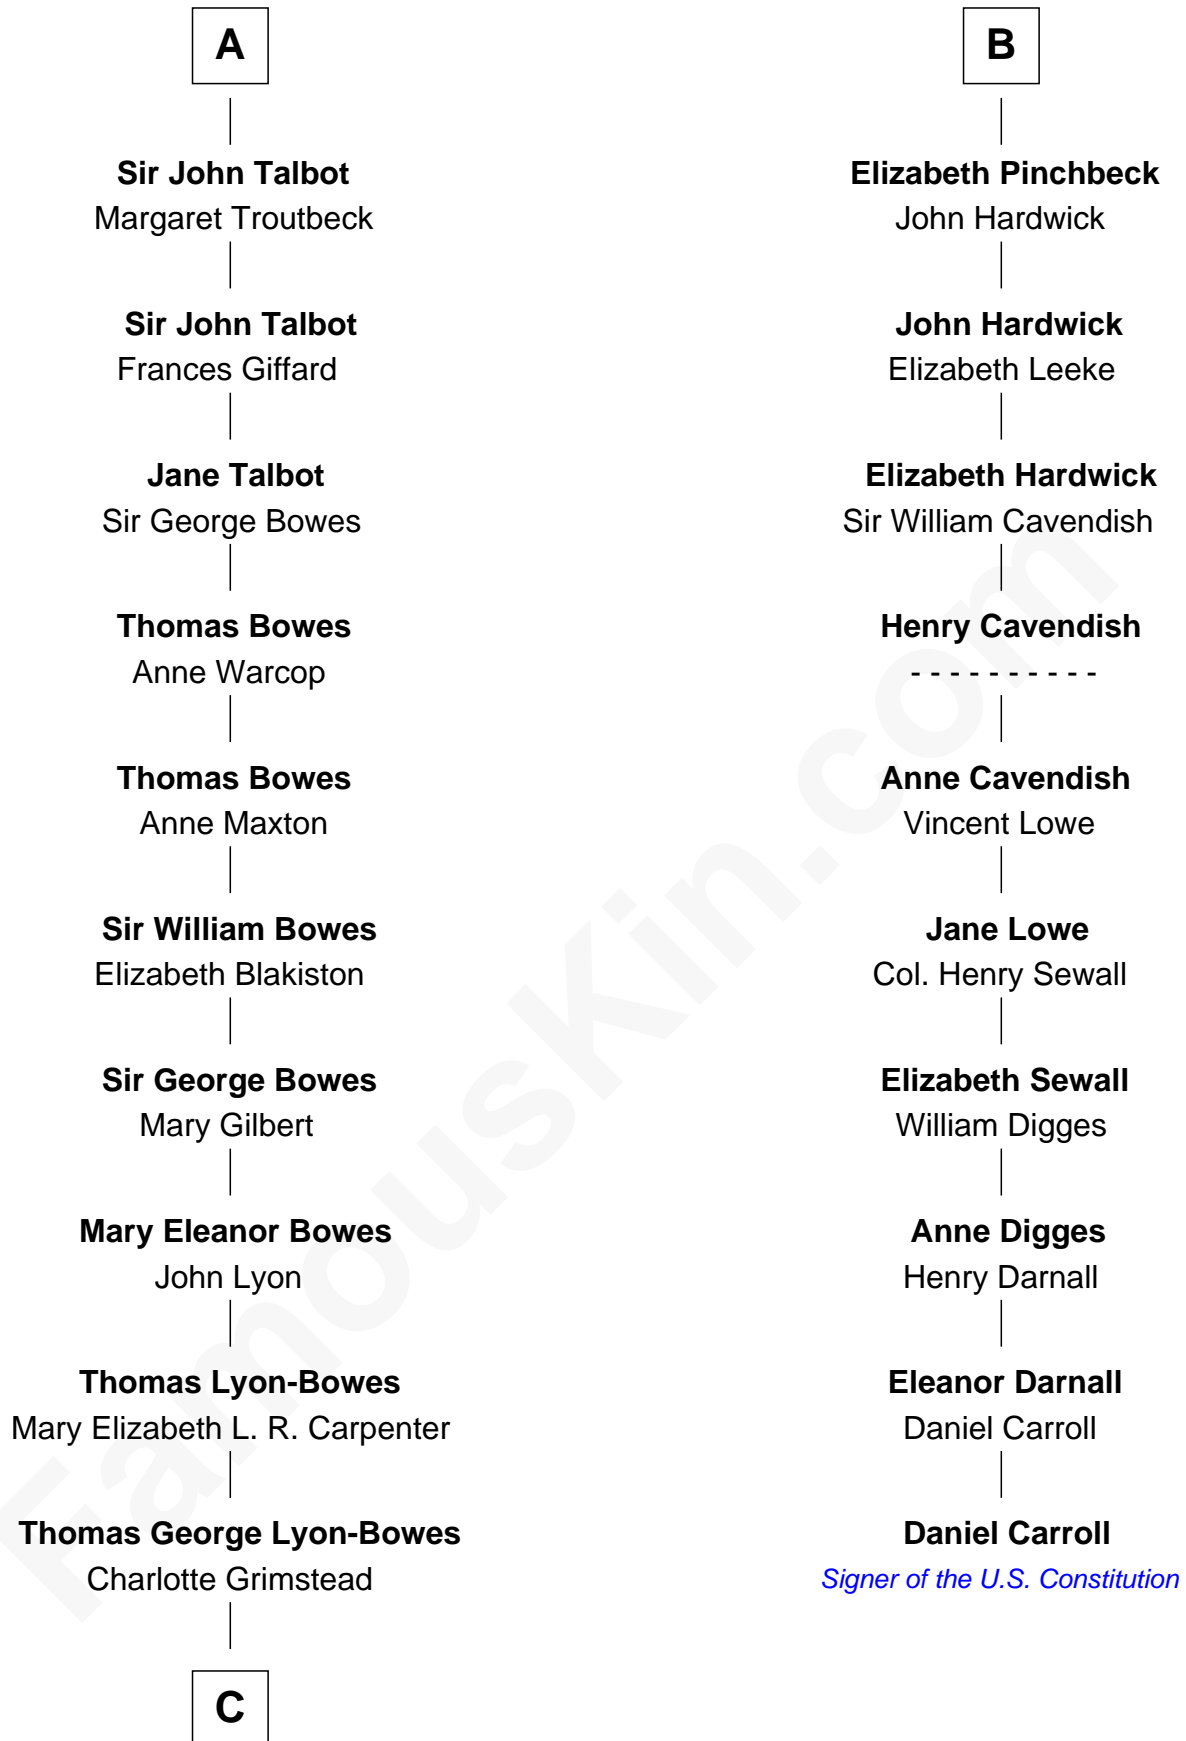 A
Sir John Talbot
Margaret Troutbeck
Sir John Talbot
Frances Giffard
Jane Talbot
Sir George Bowes
Thomas Bowes
Anne Warcop
Thomas Bowes
Anne Maxton
Sir William Bowes
Elizabeth Blakiston
Sir George Bowes
Mary Gilbert
Mary Eleanor Bowes
John Lyon
Thomas Lyon-Bowes
Mary Elizabeth L. R. Carpenter
Thomas George Lyon-Bowes
Charlotte Grimstead
C
B
Elizabeth Pinchbeck
John Hardwick
John Hardwick
Elizabeth Leeke
Elizabeth Hardwick
Sir William Cavendish
Henry Cavendish
- - - - - - - - - -
Anne Cavendish
Vincent Lowe
Jane Lowe
Col. Henry Sewall
Elizabeth Sewall
William Digges
Anne Digges
Henry Darnall
Eleanor Darnall
Daniel Carroll
Daniel Carroll
Signer of the U.S. Constitution
FamousKin.com